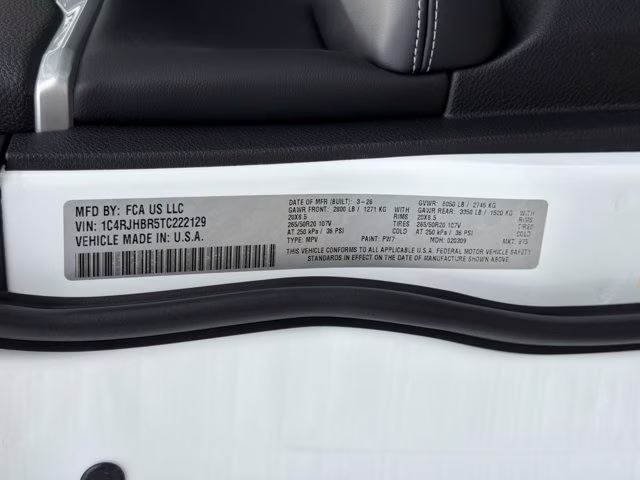 MFD BY: FCA US LLC
VIN: 1C4RJHBR5TC222129
VEHICLE MADE IN U.S.A.
DATE OF MFR (BUILT): 3-26 GVWR: 6050 LB / 2745 KG
GAWR FRONT: 2800 LB / 1271 KG WITH GAWR REAR: 3350 LB / 1520 KG WITH
20X8.5 RIMS 20X8.5 RIMS
265/50R20 107V TIRES 265/50R20 107V TIRES
AT 250 kPa / 36 PSI COLD AT 250 kPa / 36 PSI COLD
TYPE: MPV PAINT: PW7 MDH: 020309 MKT: 975
THIS VEHICLE CONFORMS TO ALL APPLICABLE U.S.A. FEDERAL MOTOR VEHICLE SAFETY
STANDARDS IN EFFECT ON THE DATE OF MANUFACTURE SHOWN ABOVE.